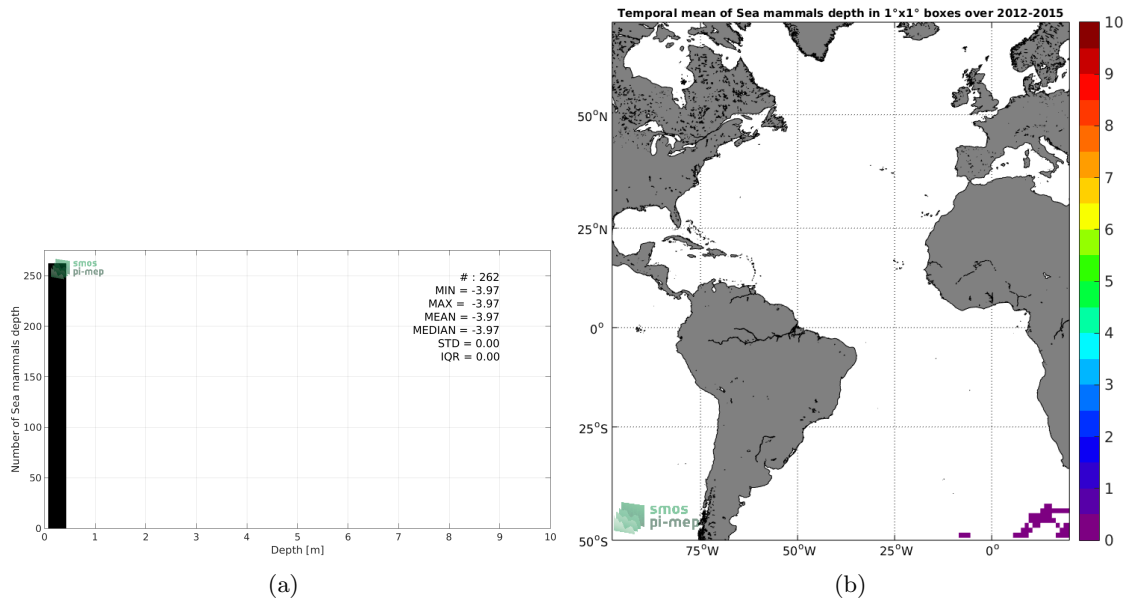 smos
pi-mep
# : 262
MIN = -3.97
MAX = -3.97
MEAN = -3.97
MEDIAN = -3.97
STD = 0.00
IQR = 0.00
Number of Sea mammals depth
250
200
150
100
50
0
0 1 2 3 4 5 6 7 8 9 10
Depth [m]
(a)
Temporal mean of Sea mammals depth in 1°x1° boxes over 2012-2015
50°N
25°N
0°
25°S
50°S
smos
pi-mep
75°W 50°W 25°W 0°
10
9
8
7
6
5
4
3
2
1
0
(b)